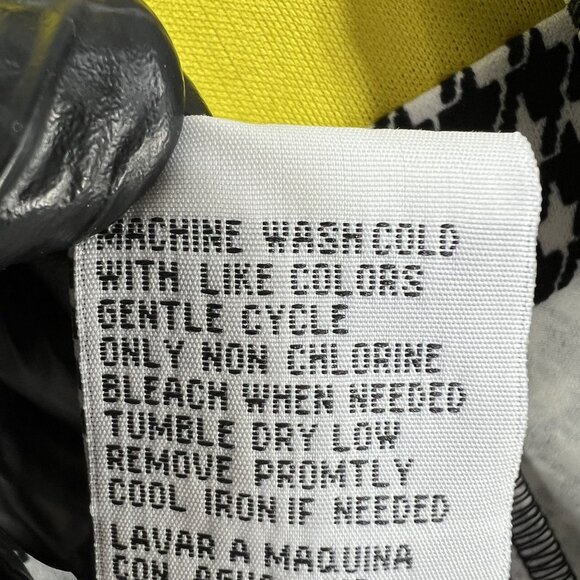 MACHINE WASH COLD
WITH LIKE COLORS
GENTLE CYCLE
ONLY NON CHLORINE
BLEACH WHEN NEEDED
TUMBLE DRY LOW
REMOVE PROMTLY
COOL IRON IF NEEDED
LAVAR A MAQUINA
CON